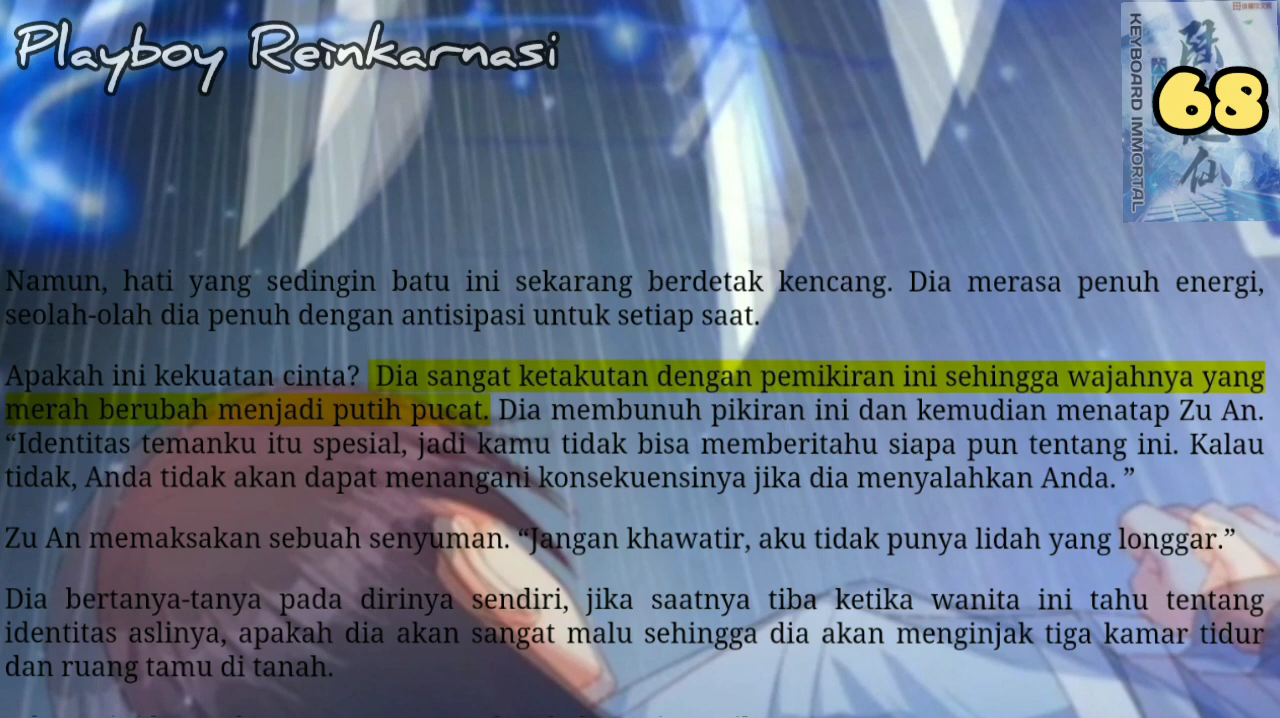 Playboy Reinkarnasi
KEYBOARD IMMORTAL
68
仙
Namun, hati yang sedingin batu ini sekarang berdetak kencang. Dia merasa penuh energi,
seolah-olah dia penuh dengan antisipasi untuk setiap saat.
Apakah ini kekuatan cinta? Dia sangat ketakutan dengan pemikiran ini sehingga wajahnya yang
merah berubah menjadi putih pucat. Dia membunuh pikiran ini dan kemudian menatap Zu An.
“Identitas temanku itu spesial, jadi kamu tidak bisa memberitahu siapa pun tentang ini. Kalau
tidak, Anda tidak akan dapat menangani konsekuensinya jika dia menyalahkan Anda. ”
Zu An memaksakan sebuah senyuman. “Jangan khawatir, aku tidak punya lidah yang longgar.”
Dia bertanya-tanya pada dirinya sendiri, jika saatnya tiba ketika wanita ini tahu tentang
identitas aslinya, apakah dia akan sangat malu sehingga dia akan menginjak tiga kamar tidur
dan ruang tamu di tanah.